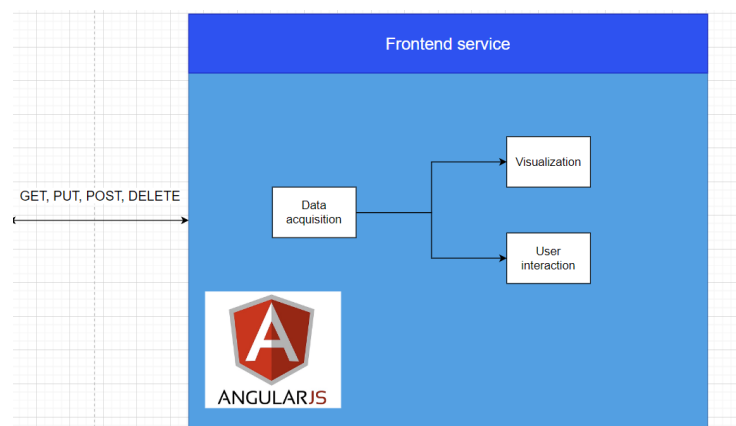 Frontend service
Visualization
GET, PUT, POST, DELETE
Data
acquisition
User
interaction
ANGULARJS